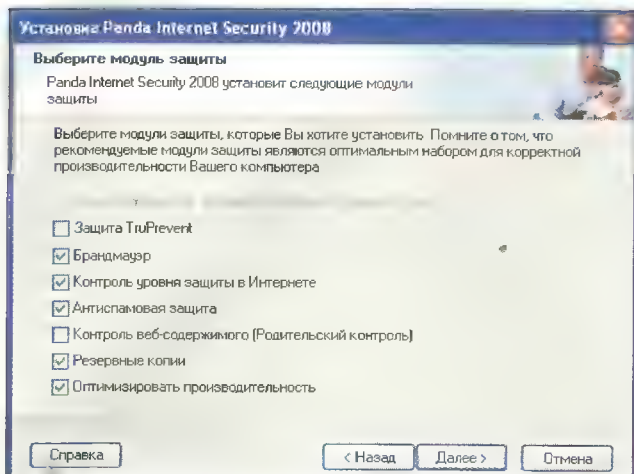 Установка Panda Internet Security 2008
Выберите модуль защиты
Panda Internet Security 2008 установит следующие модули
защиты
Выберите модули защиты, которые Вы хотите установить Помните о том, что
рекомендуемые модули защиты являются оптимальным набором для корректной
производительности Вашего компьютера
Защита TruPrevent
Брандмауэр
Контроль уровня защиты в Интернете
Антиспамовая защита
Контроль веб-содержимого (Родительский контроль)
Резервные копии
Оптимизировать производительность
Справка
< Назад
Далее >
Отмена